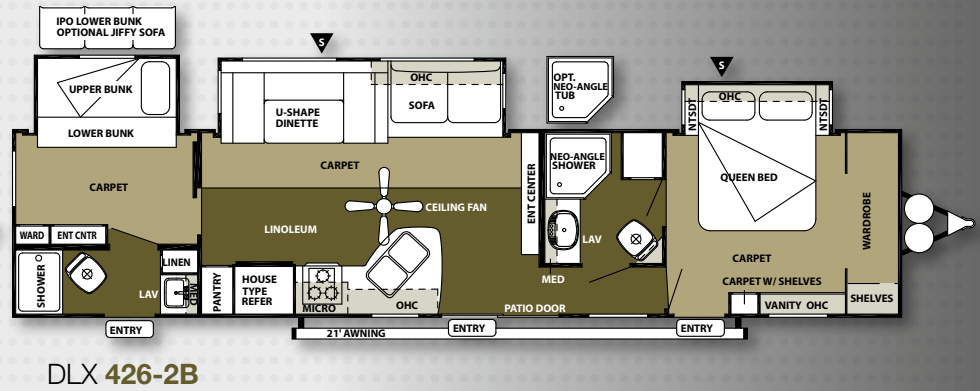 IPO LOWER BUNK
OPTIONAL JIFFY SOFA
UPPER BUNK
LOWER BUNK
CARPET
WARD
ENT CNTR
SHOWER
LAV
LINEN
MED
ENTRY
S
U-SHAPE
DINETTE
OHC
SOFA
CARPET
LINOLEUM
CEILING FAN
ENT CENTER
PANTRY
HOUSE
TYPE
REFER
MICRO
OHC
21' AWNING
ENTRY
PATIO DOOR
OPT.
NEO-ANGLE
TUB
NEO-ANGLE
SHOWER
LAV
MED
S
NTSDT
OHC
NTSDT
QUEEN BED
WARDROBE
CARPET
CARPET W/ SHELVES
VANITY OHC
SHELVES
ENTRY
DLX 426-2B